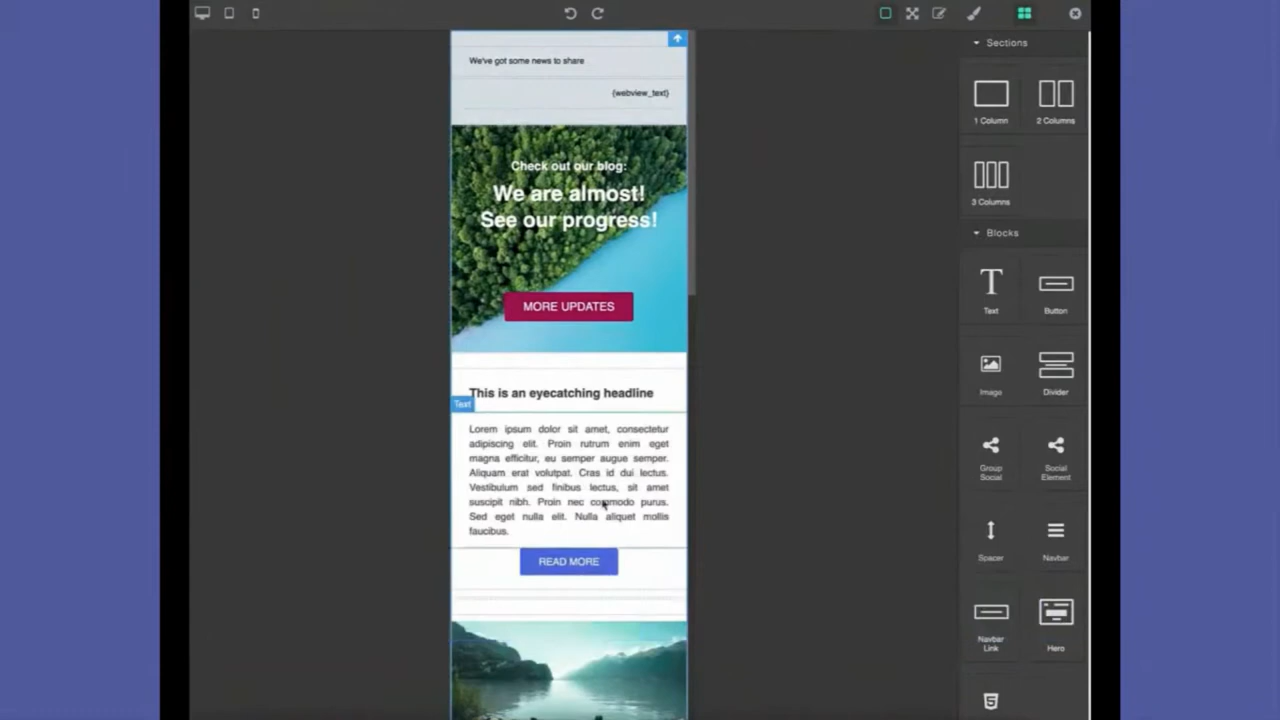 We've got some news to share
{webview_text}
Check out our blog:
We are almost!
See our progress!
MORE UPDATES
This is an eyecatching headline
Text
Lorem ipsum dolor sit amet, consectetur
adipiscing elit. Proin rutrum enim eget
magna efficitur, eu semper augue semper.
Aliquam erat volutpat. Cras id dui lectus.
Vestibulum sed finibus lectus, sit amet
suscipit nibh. Proin nec commodo purus.
Sed eget nulla elit. Nulla aliquet mollis
faucibus.
READ MORE
Sections
1 Column
2 Columns
3 Columns
Blocks
Text
Button
Image
Divider
Group
Social
Social
Element
Spacer
Navbar
Navbar
Link
Hero